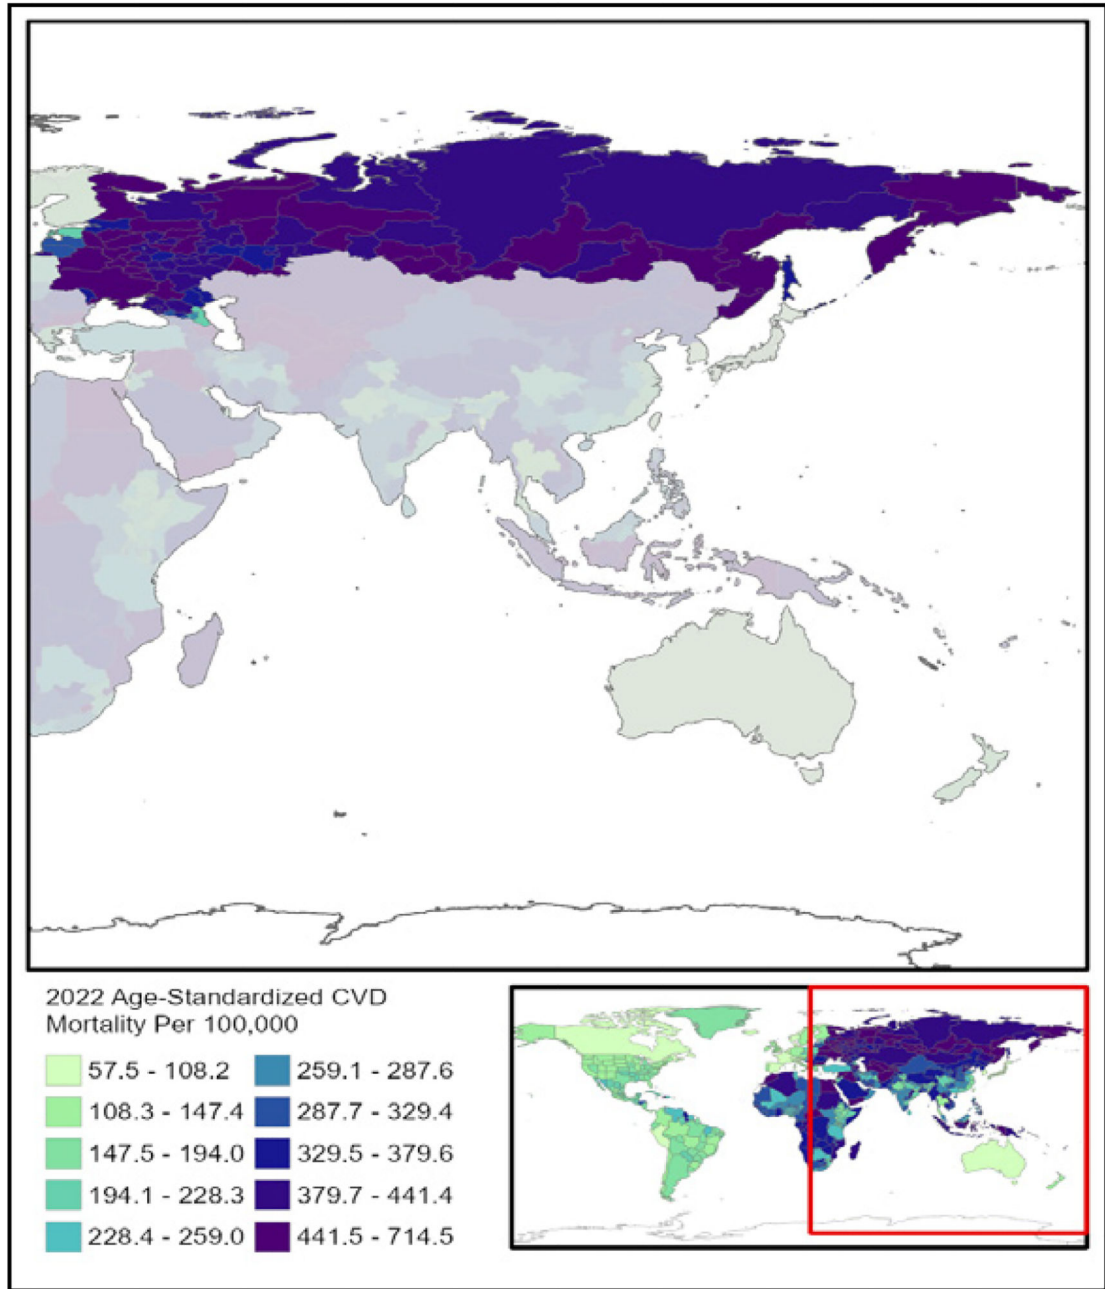 2022 Age-Standardized CVD
Mortality Per 100,000
57.5 - 108.2
108.3 - 147.4
147.5 - 194.0
194.1 - 228.3
228.4 - 259.0
259.1 - 287.6
287.7 - 329.4
329.5 - 379.6
379.7 - 441.4
441.5 - 714.5